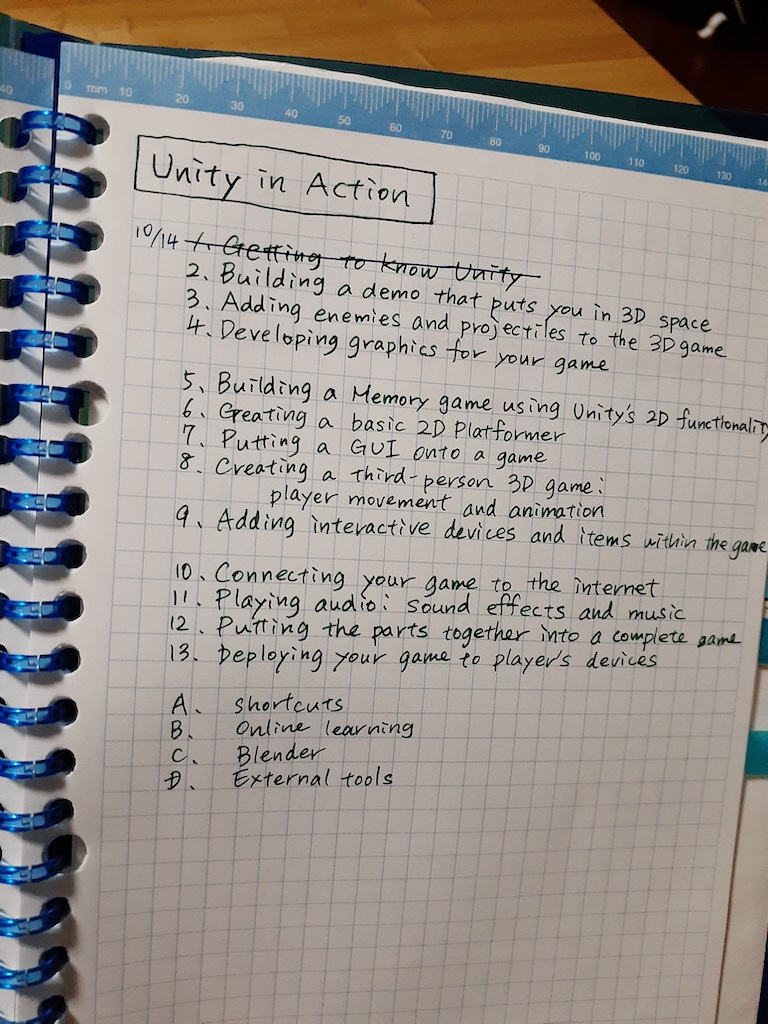 40 0 mm 10 20 30 40 50 60 70 80 90 100 110 120 130 14
Unity in Action
10/14 1. Getting to know Unity
2. Building a demo that puts you in 3D space
3. Adding enemies and projectiles to the 3D game
4. Developing graphics for your game
5. Building a Memory game using Unity's 2D functionality
6. Creating a basic 2D Platformer
7. Putting a GUI onto a game
8. Creating a third-person 3D game:
player movement and animation
9. Adding interactive devices and items within the game
10. Connecting your game to the internet
11. Playing audio: sound effects and music
12. Putting the parts together into a complete game
13. Deploying your game to player's devices
A. shortcuts
B. Online learning
C. Blender
D. External tools